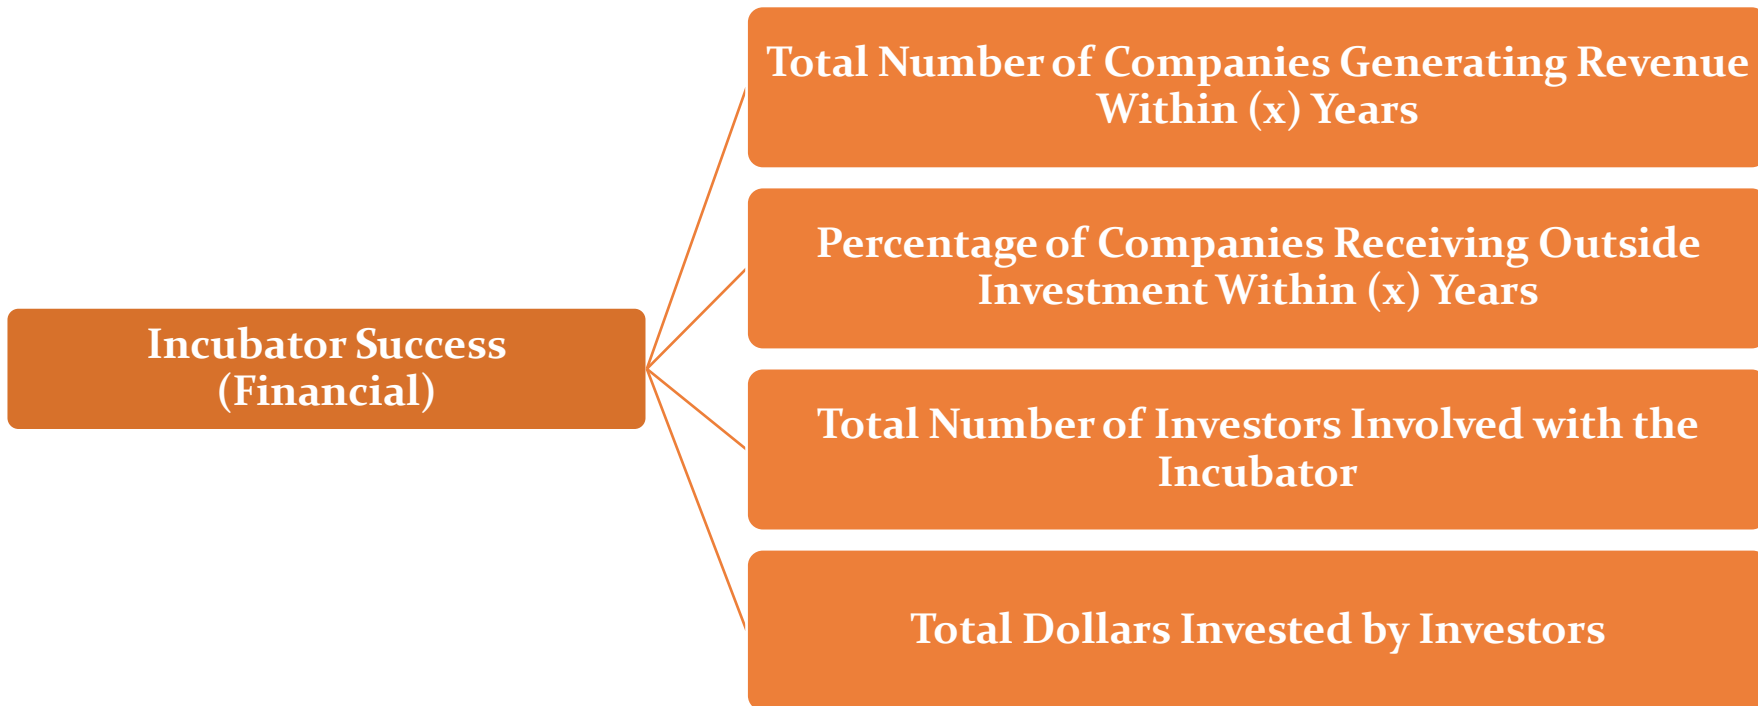 Total Number of Companies Generating Revenue
Within (x) Years
Percentage of Companies Receiving Outside
Investment Within (x) Years
Incubator Success
(Financial)
Total Number of Investors Involved with the
Incubator
Total Dollars Invested by Investors